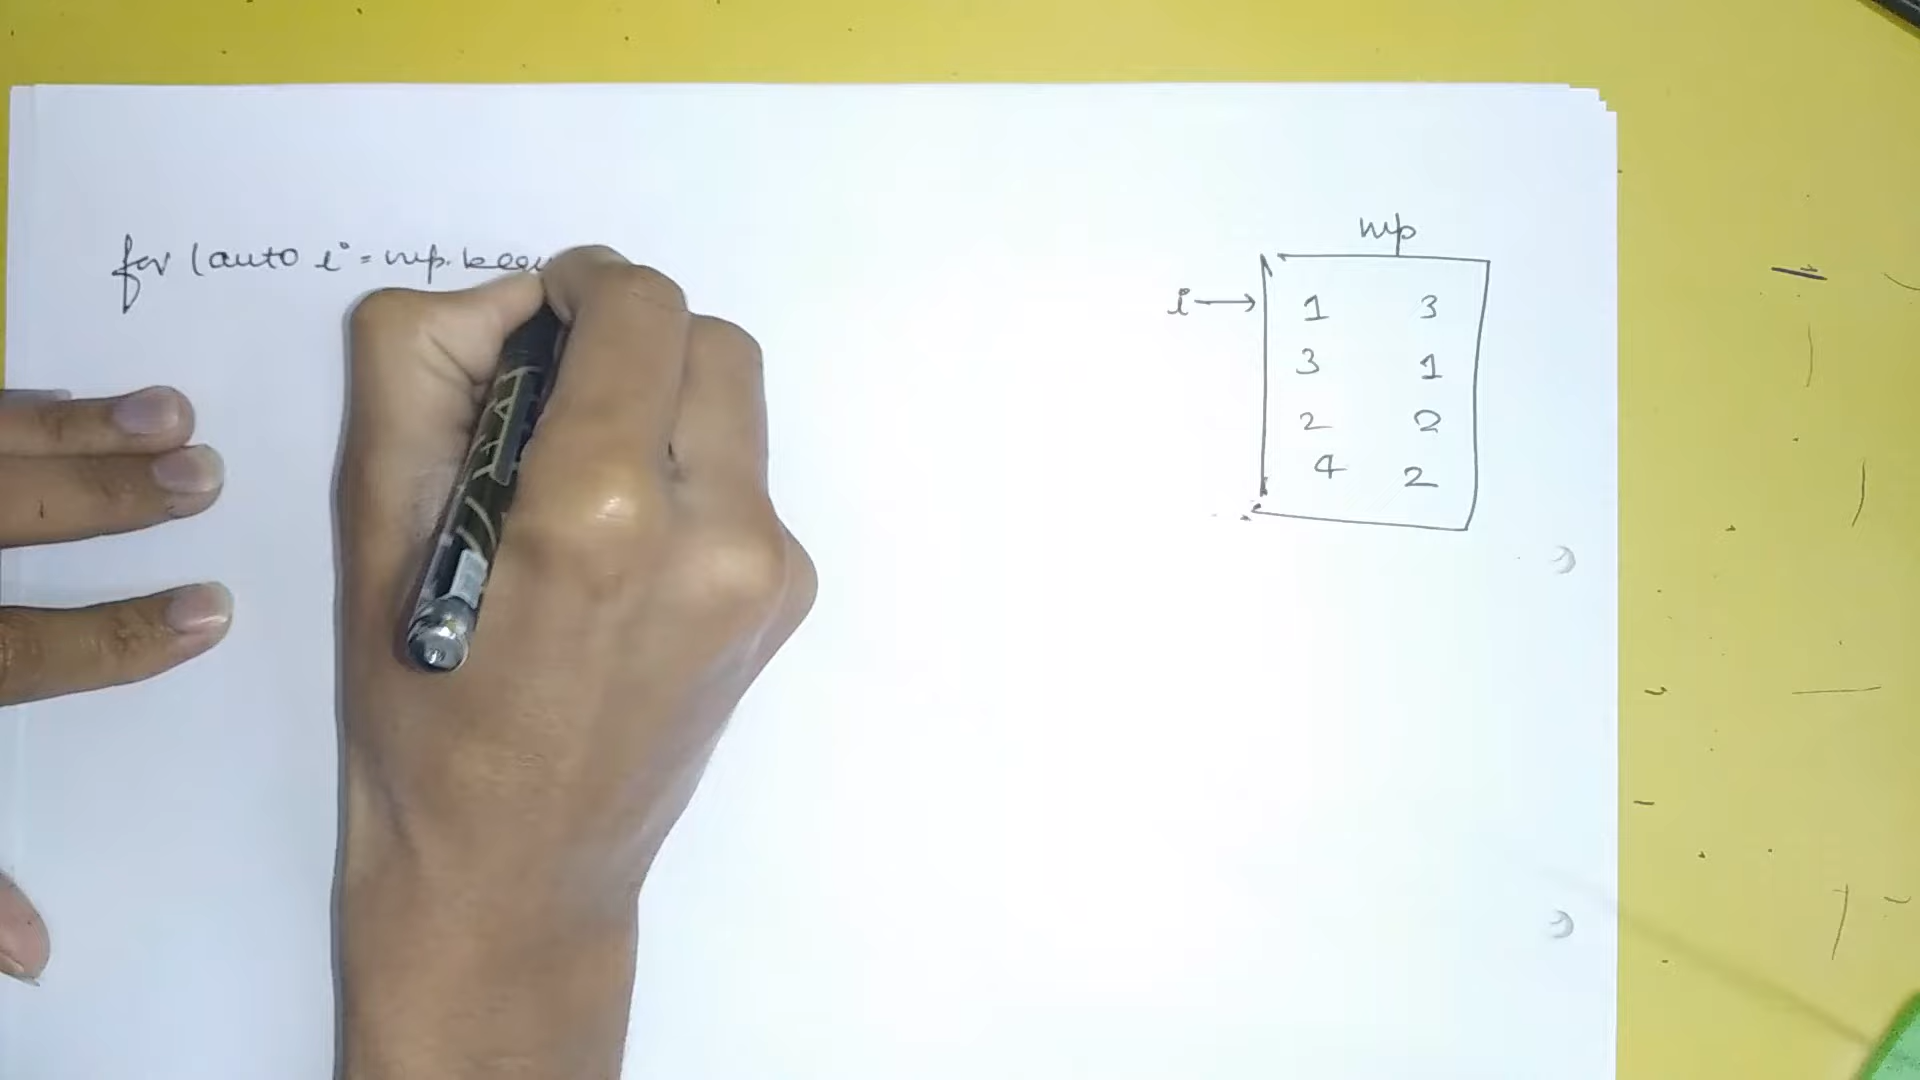 for (auto i = mp.
mp
i → 1 3
3 1
2 2
4 2